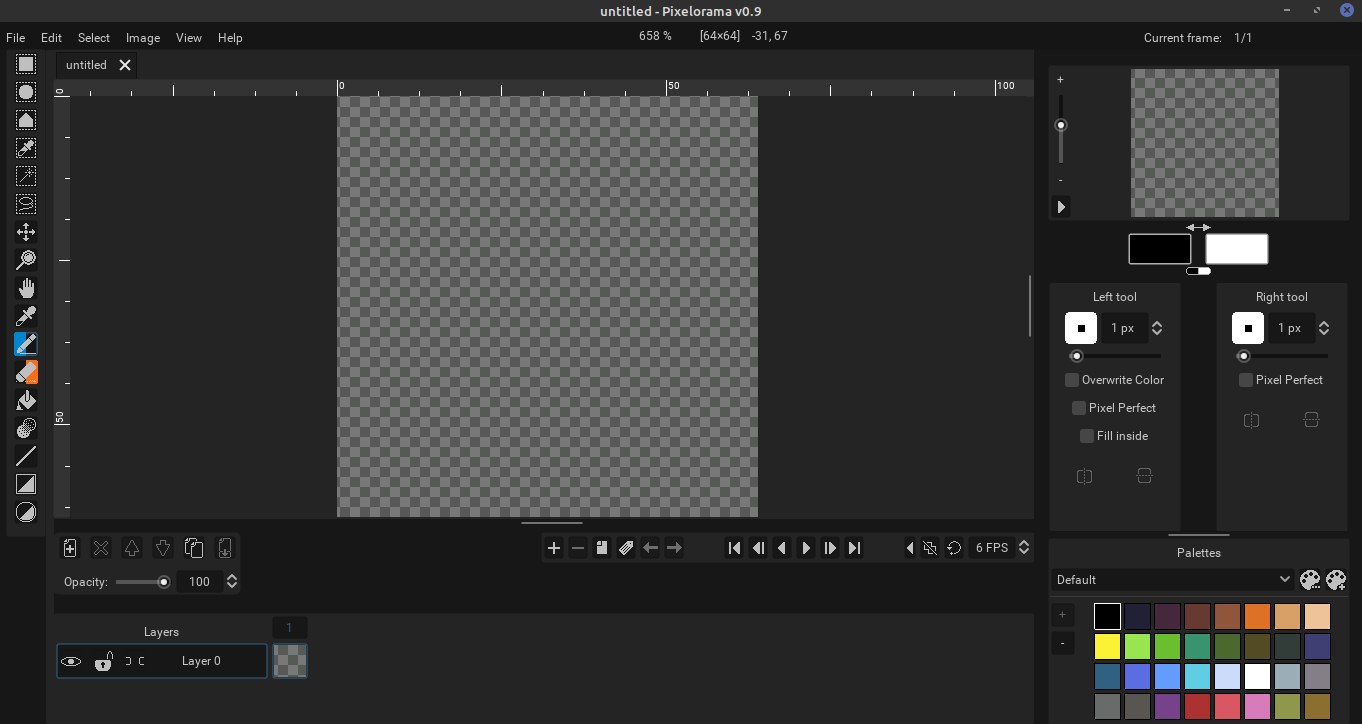 untitled - Pixelorama v0.9
File Edit Select Image View Help
658 % [64×64] -31, 67
Current frame: 1/1
untitled
0 50 100
0
50
+
-
Left tool
Right tool
1 px
1 px
Overwrite Color
Pixel Perfect
Pixel Perfect
Fill inside
6 FPS
Opacity: 100
Palettes
Default
+
-
Layers
1
Layer 0